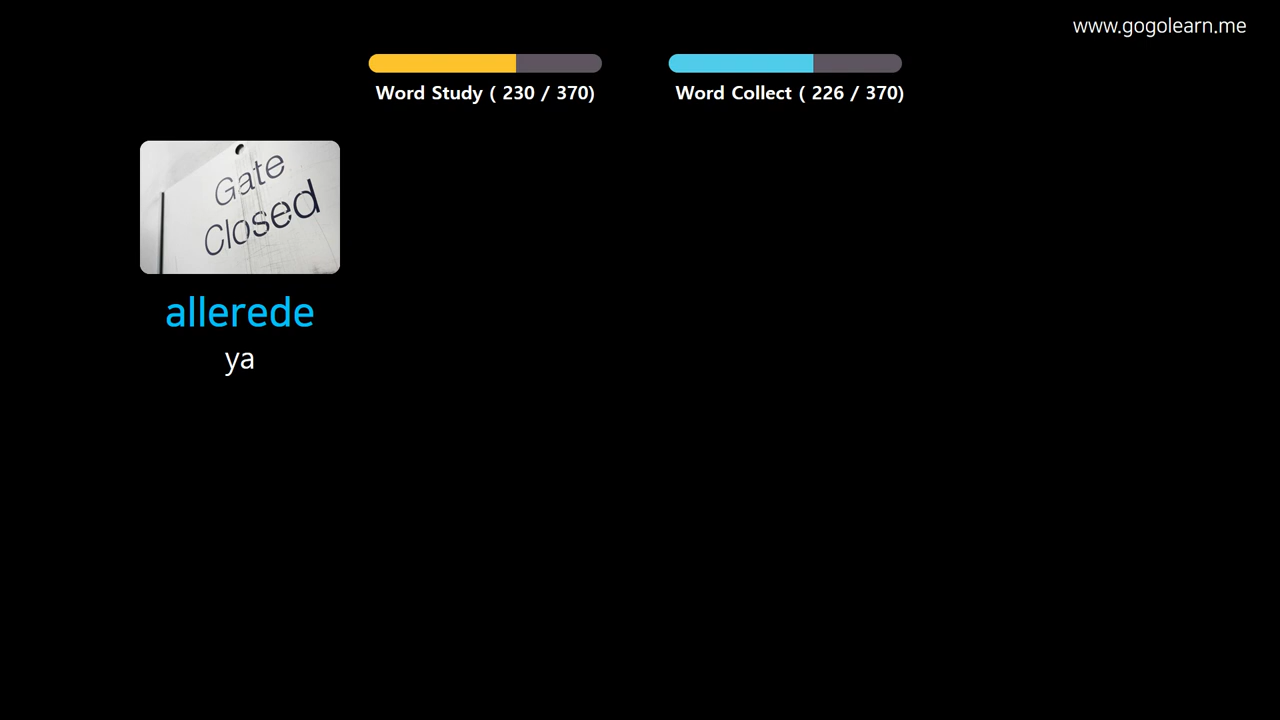 www.gogolearn.me
Word Study ( 230 / 370)
Word Collect ( 226 / 370)
Gate
Closed
allerede
ya